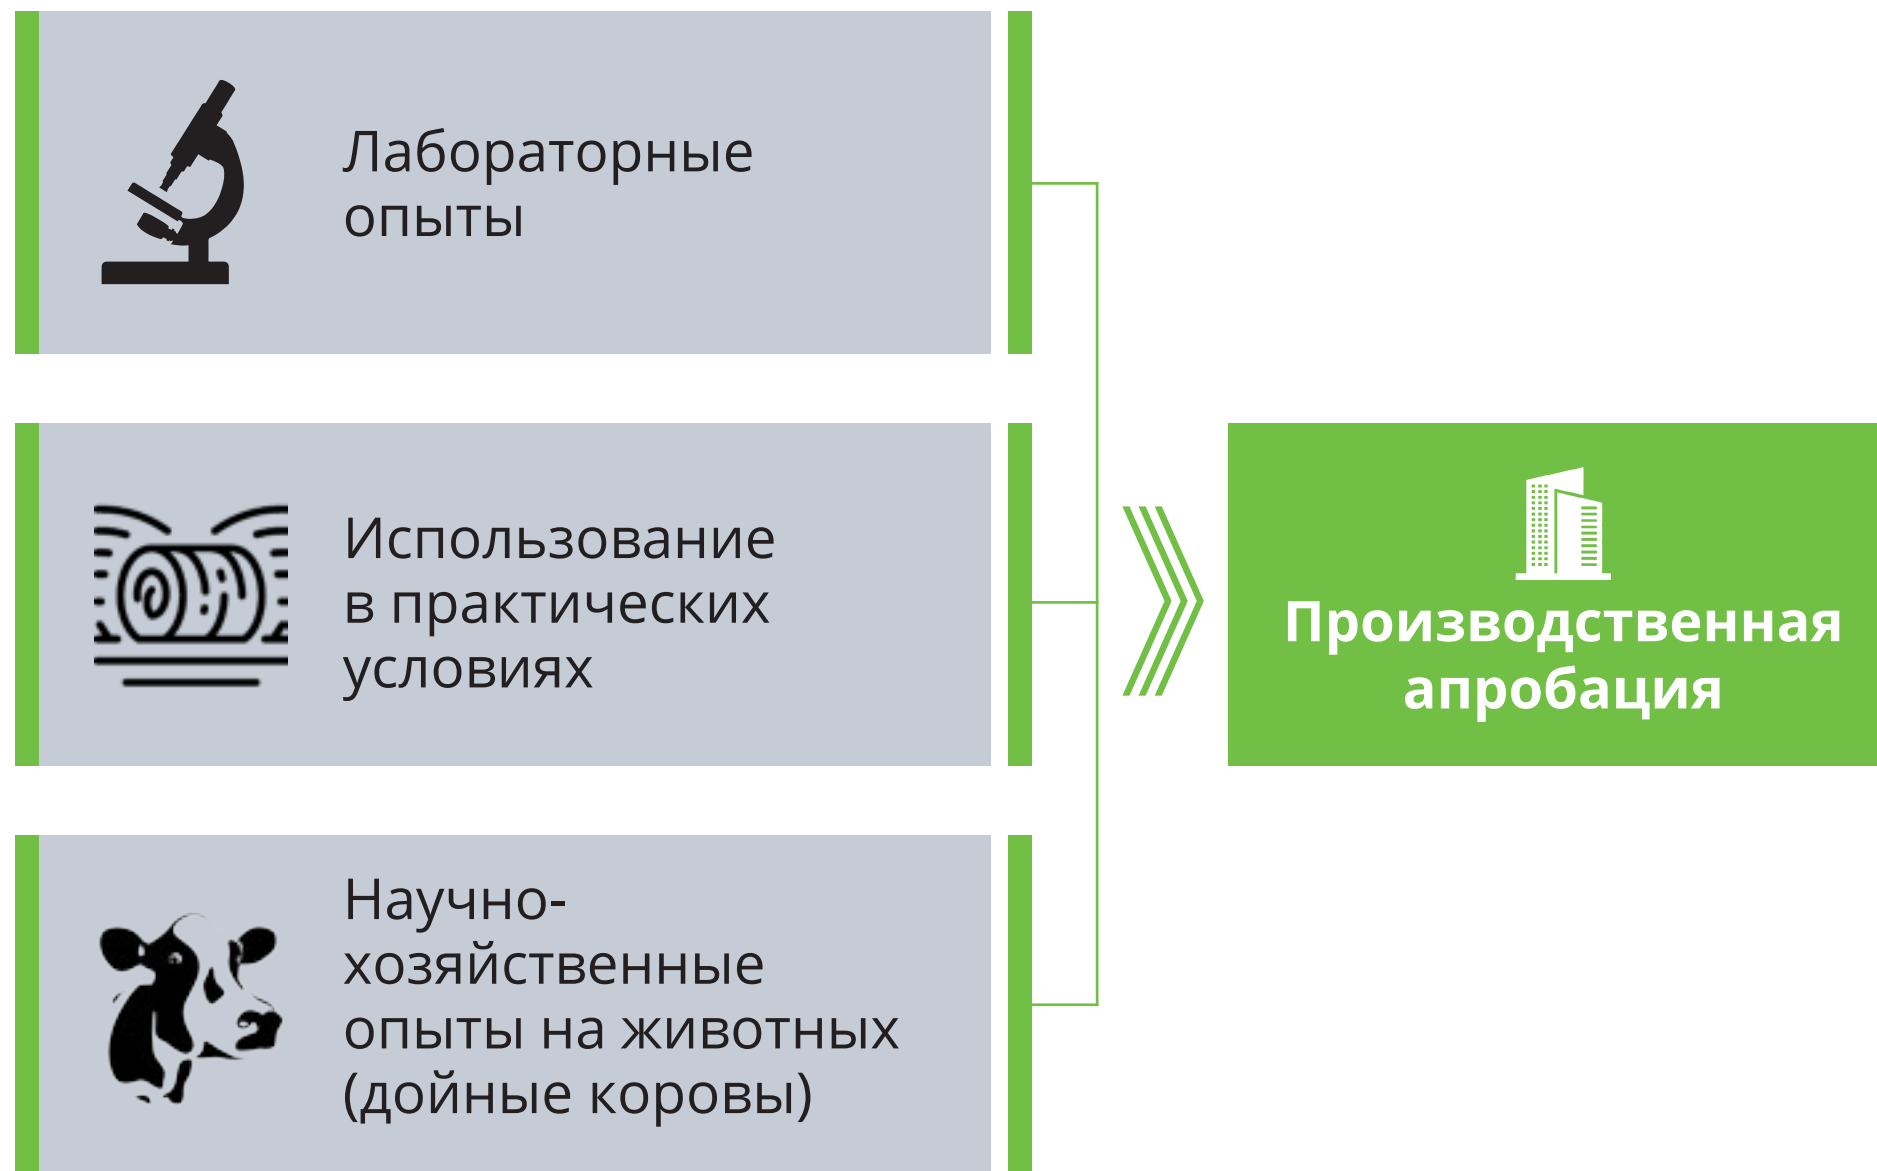 Лабораторные
опыты
Использование
в практических
условиях
Научно-
хозяйственные
опыты на животных
(дойные коровы)
Производственная
апробация